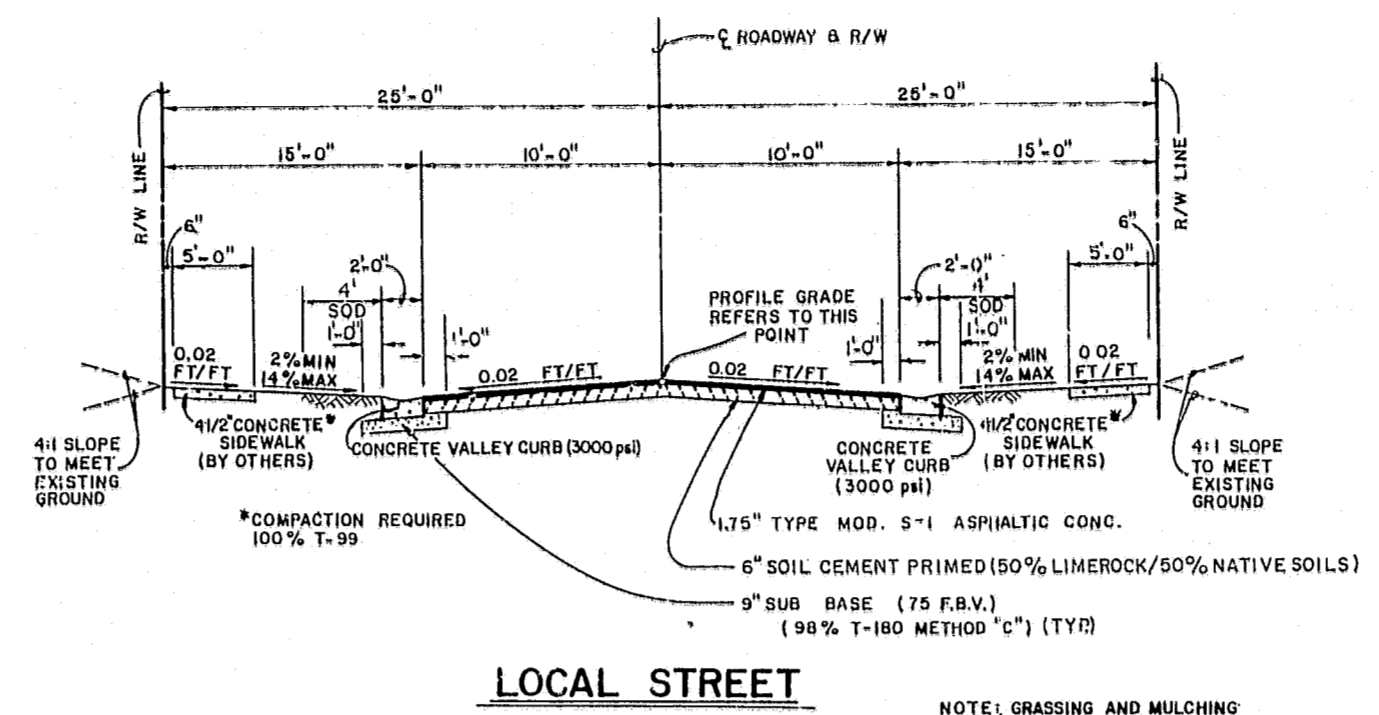 ℄ ROADWAY & R/W
25'-0" 25'-0"
15'-0" 10'-0" 10'-0" 15'-0"
R/W LINE
R/W LINE
6" 6"
5'-0" 5'-0"
2'-0" 2'-0"
4' 4'
SOD SOD
1'-0" 1'-0" 1'-0" 1'-0"
PROFILE GRADE
REFERS TO THIS
POINT
0.02
FT/FT
2% MIN
14% MAX
0.02 FT/FT
0.02 FT/FT
2% MIN
14% MAX
0.02
FT/FT
4:1 SLOPE
TO MEET
EXISTING
GROUND
4 1/2" CONCRETE*
SIDEWALK
(BY OTHERS)
CONCRETE VALLEY CURB (3000 psi)
CONCRETE
VALLEY CURB
(3000 psi)
4 1/2" CONCRETE*
SIDEWALK
(BY OTHERS)
4:1 SLOPE
TO MEET
EXISTING
GROUND
*COMPACTION REQUIRED
100% T-99
1.75" TYPE MOD. S-1 ASPHALTIC CONC.
6" SOIL CEMENT PRIMED (50% LIMEROCK/50% NATIVE SOILS)
9" SUB BASE (75 F.B.V.)
(98% T-180 METHOD "C") (TYP.)
LOCAL STREET
NOTE: GRASSING AND MULCHING